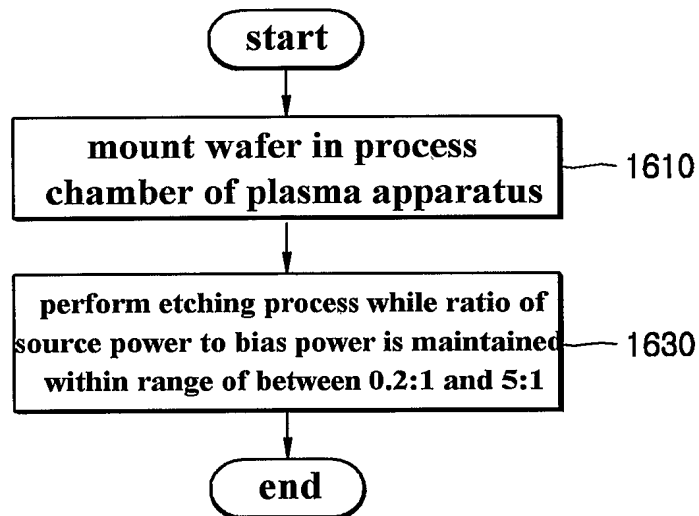 start
mount wafer in process
chamber of plasma apparatus
1610
perform etching process while ratio of
source power to bias power is maintained
within range of between 0.2:1 and 5:1
1630
end